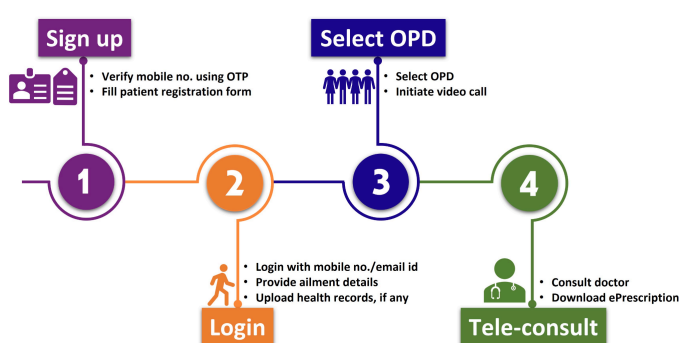 Sign up
• Verify mobile no. using OTP
• Fill patient registration form
1
2
• Login with mobile no./email id
• Provide ailment details
• Upload health records, if any
Login
Select OPD
• Select OPD
• Initiate video call
3
4
• Consult doctor
• Download ePrescription
Tele-consult